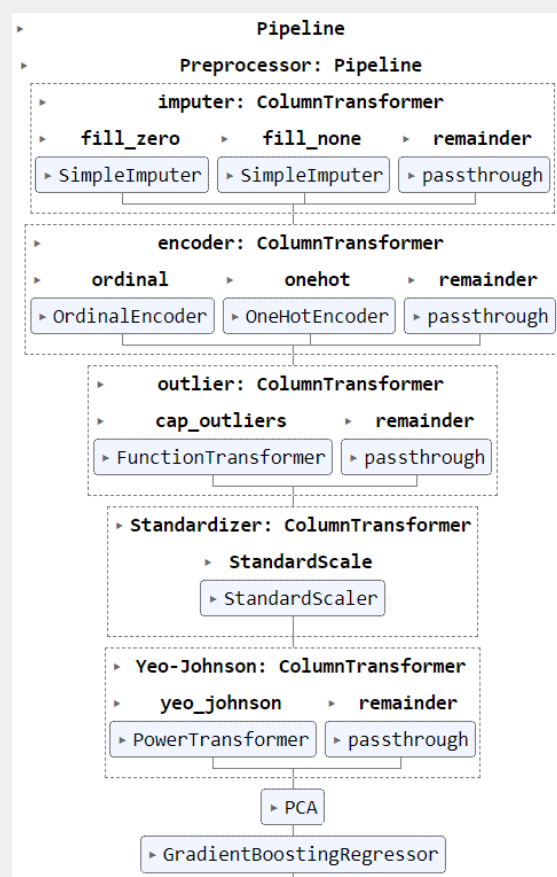 Pipeline
Preprocessor: Pipeline
imputer: ColumnTransformer
fill_zero fill_none remainder
SimpleImputer SimpleImputer passthrough
encoder: ColumnTransformer
ordinal onehot remainder
OrdinalEncoder OneHotEncoder passthrough
outlier: ColumnTransformer
cap_outliers remainder
FunctionTransformer passthrough
Standardizer: ColumnTransformer
StandardScale
StandardScaler
Yeo-Johnson: ColumnTransformer
yeo_johnson remainder
PowerTransformer passthrough
PCA
GradientBoostingRegressor